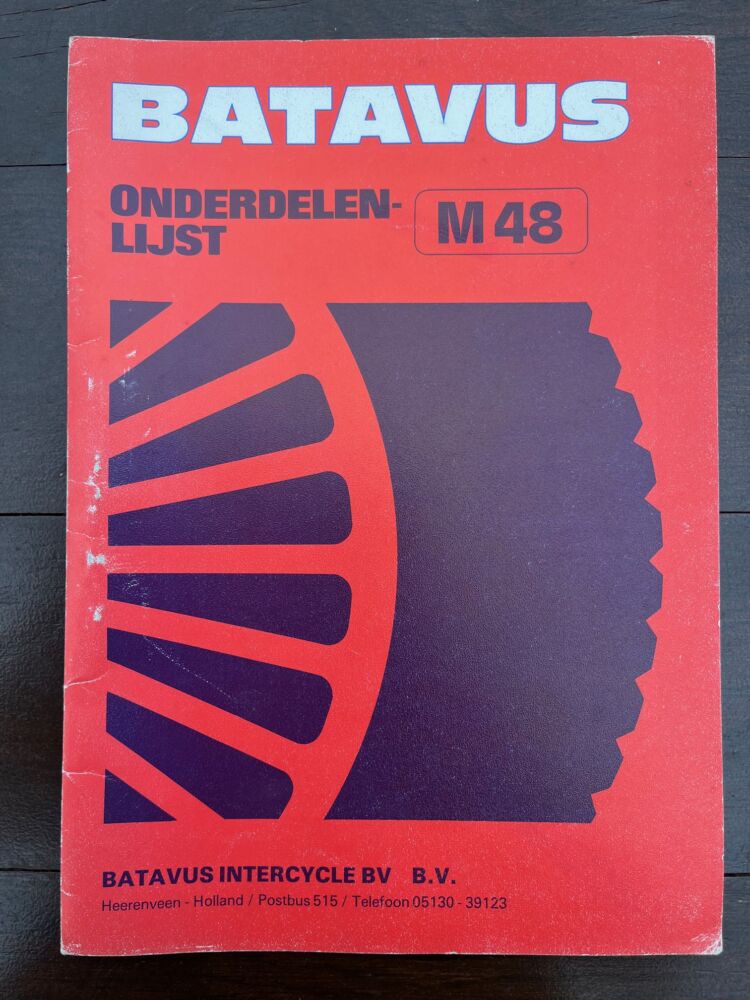 BATAVUS
ONDERDELEN-
LIJST
M 48
BATAVUS INTERCYCLE BV B.V.
Heerenveen - Holland / Postbus 515 / Telefoon 05130 - 39123